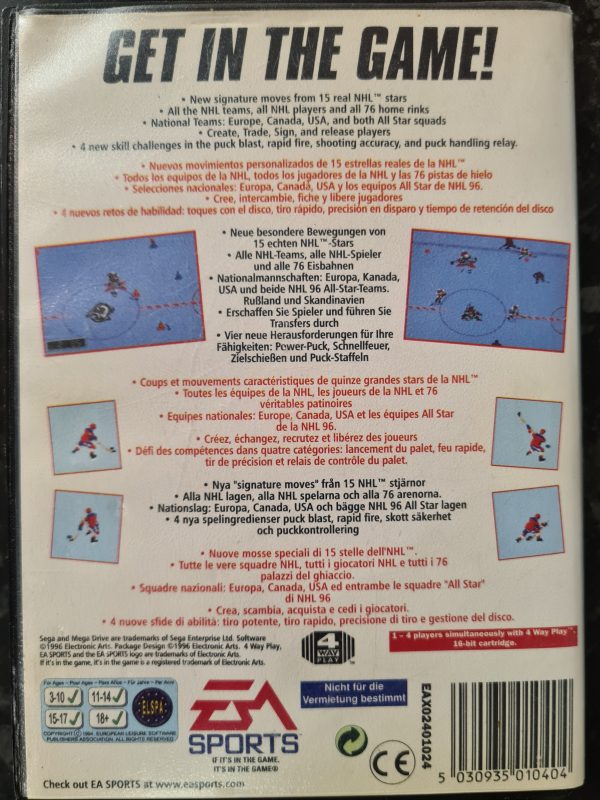 GET IN THE GAME!
• New signature moves from 15 real NHL™ stars
• All the NHL teams, all NHL players and all 76 home rinks
• National Teams: Europe, Canada, USA, and both All Star squads
• Create, Trade, Sign, and release players
• 4 new skill challenges in the puck blast, rapid fire, shooting accuracy, and puck handling relay.
• Nuevos movimientos personalizados de 15 estrellas reales de la NHL™
• Todos los equipos de la NHL, todos los jugadores de la NHL y las 76 pistas de hielo
• Selecciones nacionales: Europa, Canadá, USA y los equipos All Star de NHL 96.
• Cree, intercambie, fiche y libere jugadores
• 4 nuevos retos de habilidad: toques con el disco, tiro rápido, precisión en disparo y tiempo de retención del disco
• Neue besondere Bewegungen von
15 echten NHL™-Stars
• Alle NHL-Teams, alle NHL-Spieler
und alle 76 Eisbahnen
• Nationalmannschaften: Europa, Kanada,
USA und beide NHL 96 All-Star-Teams.
Rußland und Skandinavien
• Erschaffen Sie Spieler und führen Sie
Transfers durch
• Vier neue Herausforderungen für Ihre
Fähigkeiten: Power-Puck, Schnellfeuer,
Zielschießen und Puck-Staffeln
• Coups et mouvements caractéristiques de quinze grandes stars de la NHL™
• Toutes les équipes de la NHL, les joueurs de la NHL et 76
véritables patinoires
• Equipes nationales: Europe, Canada, USA et les équipes All Star
de la NHL 96.
• Créez, échangez, recrutez et libérez des joueurs
• Défi des compétences dans quatre catégories: lancement du palet, feu rapide,
tir de précision et relais de contrôle du palet.
• Nya "signature moves" från 15 NHL™ stjärnor
• Alla NHL lagen, alla NHL spelarna och alla 76 arenorna.
• Nationslag: Europa, Canada, USA och bägge NHL 96 All Star lagen
• 4 nya spelingredienser puck blast, rapid fire, skott säkerhet
och puckkontrollering
• Nuove mosse speciali di 15 stelle dell'NHL™.
• Tutte le vere squadre NHL, tutti i giocatori NHL e tutti i 76
palazzi del ghiaccio.
• Squadre nazionali: Europa, Canada, USA ed entrambe le squadre "All Star"
di NHL 96
• Crea, scambia, acquista e cedi i giocatori.
• 4 nuove sfide di abilità: tiro potente, tiro rapido, precisione di tiro e gestione del disco.
Sega and Mega Drive are trademarks of Sega Enterprise Ltd. Software
©1996 Electronic Arts. Package Design ©1996 Electronic Arts. 4 Way Play,
EA SPORTS and the EA SPORTS logo are trademarks of Electronic Arts.
If it's in the game, it's in the game is a registered trademark of Electronic Arts.
4
WAY
PLAY™
1 – 4 players simultaneously with 4 Way Play™
16-bit cartridge.
For Ages - Pour Ages - Para Años - Für Jahre - Per Anni
3-10
11-14
15-17
18+
ELSPA
COPYRIGHT © 1994, EUROPEAN LEISURE SOFTWARE
PUBLISHERS ASSOCIATION. ALL RIGHTS RESERVED
EA
SPORTS
IF IT'S IN THE GAME,
IT'S IN THE GAME®
Nicht für die
Vermietung bestimmt
CE
EAX02401024
5 030935 010404
Check out EA SPORTS at www.easports.com